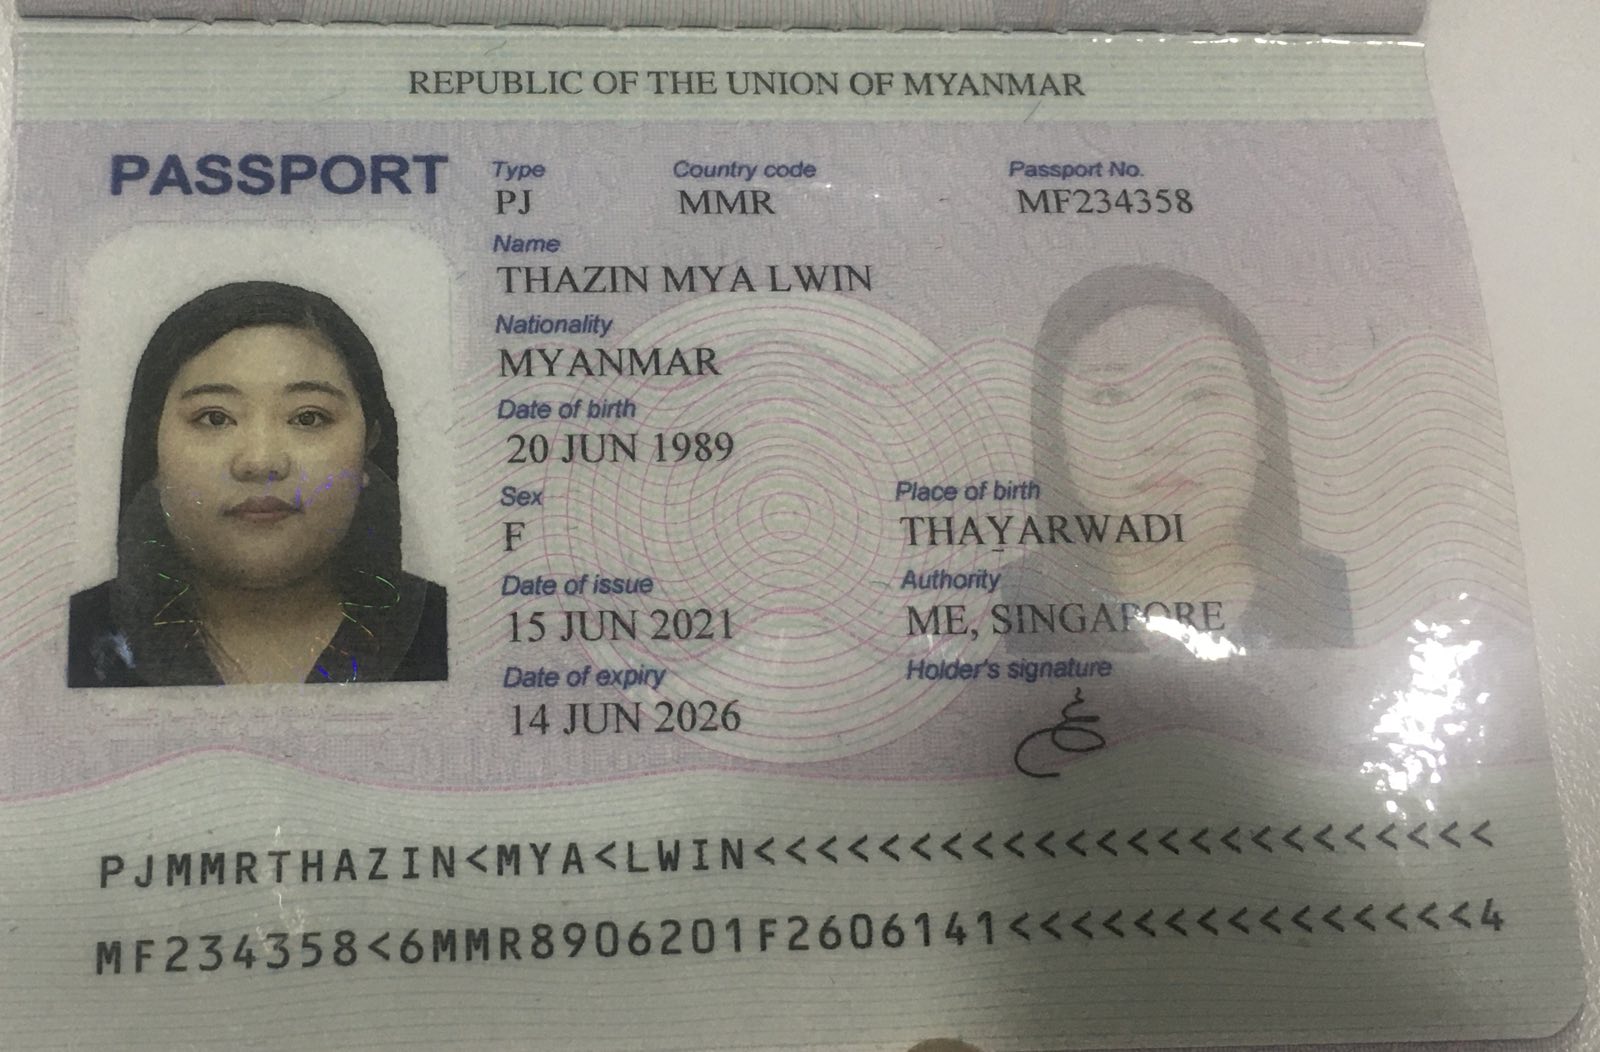 REPUBLIC OF THE UNION OF MYANMAR
PASSPORT
Type Country code Passport No.
PJ MMR MF234358
Name
THAZIN MYA LWIN
Nationality
MYANMAR
Date of birth
20 JUN 1989
Sex Place of birth
F THAYARWADI
Date of issue Authority
15 JUN 2021 ME, SINGAPORE
Date of expiry Holder's signature
14 JUN 2026
PJMMRTHAZIN<MYA<LWIN<<<<<<<<<<<<<<<<<<<<<<<<
MF234358<6MMR8906201F2606141<<<<<<<<<<<<<<<4